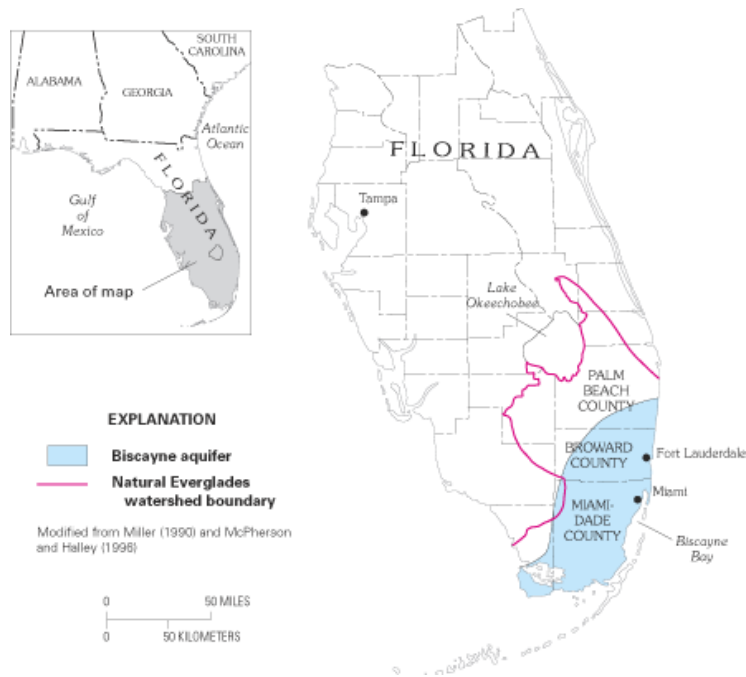 SOUTH
CAROLINA
ALABAMA
GEORGIA
Atlantic
Ocean
FLORIDA
Gulf
of
Mexico
Area of map
FLORIDA
Tampa
Lake
Okeechobee
PALM
BEACH
COUNTY
BROWARD
COUNTY
Fort Lauderdale
Miami
MIAMI-
DADE
COUNTY
Biscayne
Bay
EXPLANATION
Biscayne aquifer
Natural Everglades
watershed boundary
Modified from Miller (1990) and McPherson
and Halley (1996)
0 50 MILES
0 50 KILOMETERS